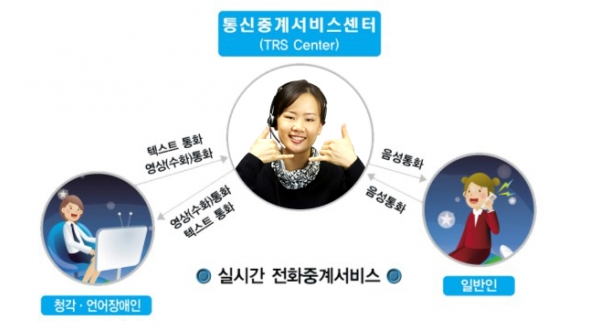 통신중계서비스센터
(TRS Center)
텍스트 통화
영상(수화)통화
음성통화
영상(수화)통화
텍스트 통화
음성통화
실시간 전화중계서비스
청각·언어장애인
일반인